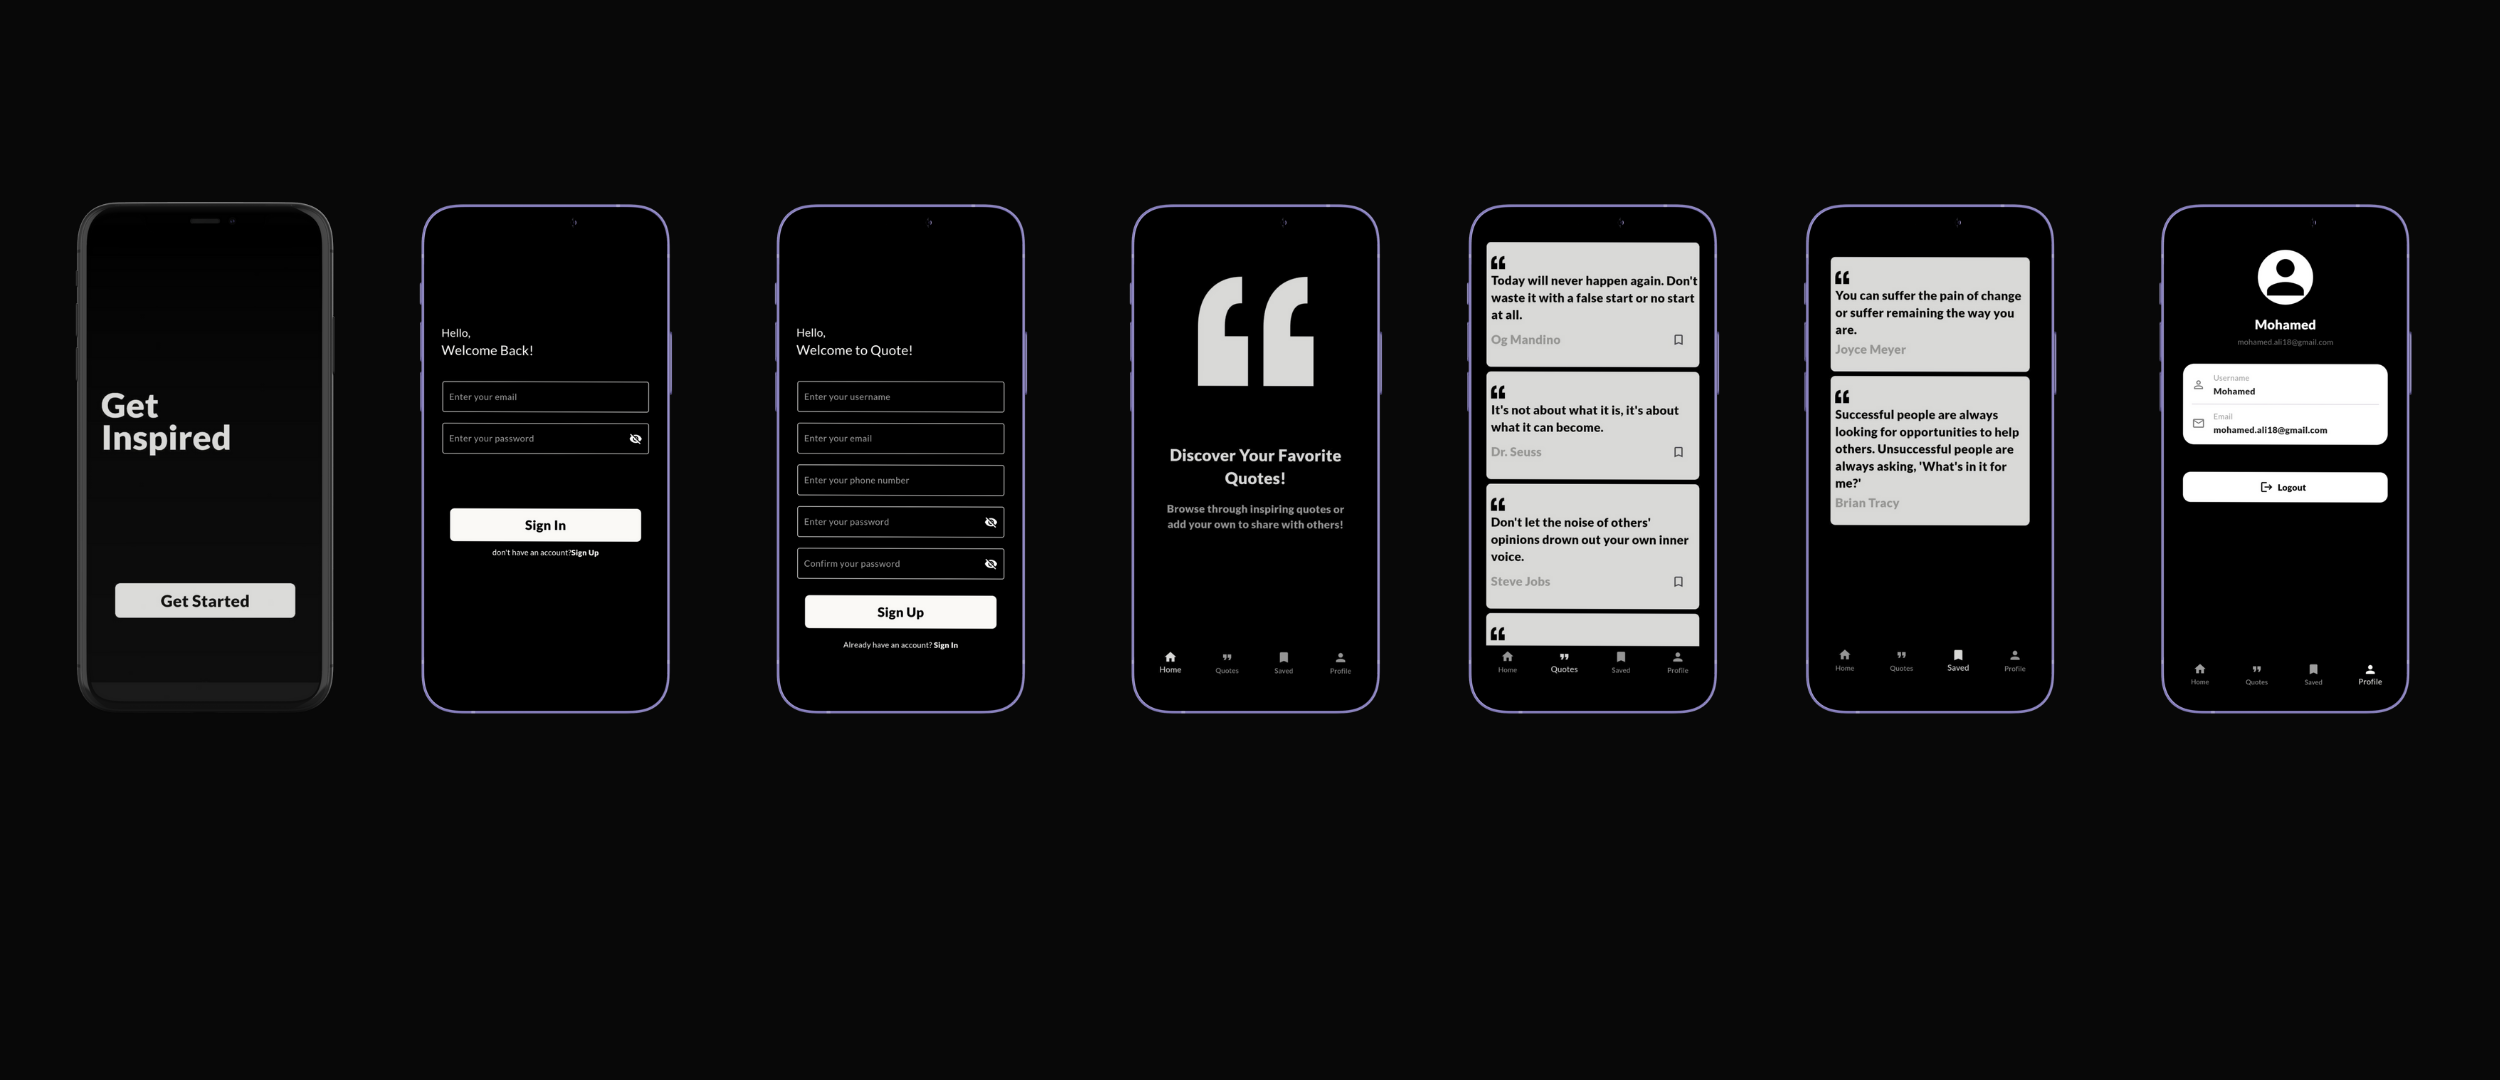 Get
Inspired
Get Started
Hello,
Welcome Back!
Enter your email
Enter your password
Sign In
don't have an account?Sign Up
Hello,
Welcome to Quote!
Enter your username
Enter your email
Enter your phone number
Enter your password
Confirm your password
Sign Up
Already have an account? Sign In
Discover Your Favorite
Quotes!
Browse through inspiring quotes or
add your own to share with others!
Home Quotes Saved Profile
Today will never happen again. Don't
waste it with a false start or no start
at all.
Og Mandino
It's not about what it is, it's about
what it can become.
Dr. Seuss
Don't let the noise of others'
opinions drown out your own inner
voice.
Steve Jobs
Home Quotes Saved Profile
You can suffer the pain of change
or suffer remaining the way you
are.
Joyce Meyer
Successful people are always
looking for opportunities to help
others. Unsuccessful people are
always asking, 'What's in it for
me?'
Brian Tracy
Home Quotes Saved Profile
Mohamed
mohamed.ali18@gmail.com
Username
Mohamed
Email
mohamed.ali18@gmail.com
Logout
Home Quotes Saved Profile